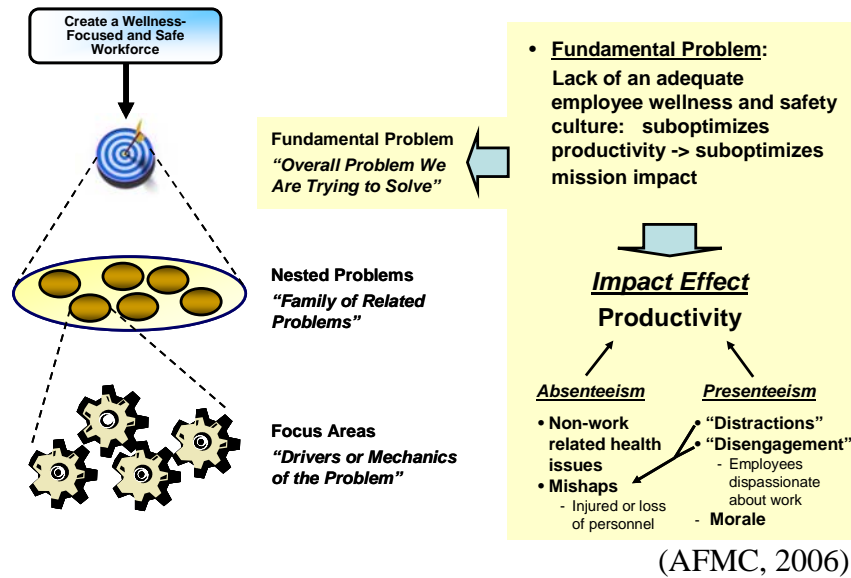 Create a Wellness-
Focused and Safe
Workforce
Fundamental Problem
“Overall Problem We
Are Trying to Solve”
Nested Problems
“Family of Related
Problems”
Focus Areas
“Drivers or Mechanics
of the Problem”
• Fundamental Problem:
Lack of an adequate
employee wellness and safety
culture: suboptimizes
productivity -> suboptimizes
mission impact
Impact Effect
Productivity
Absenteeism
• Non-work
related health
issues
• Mishaps
- Injured or loss
of personnel
Presenteeism
• “Distractions”
• “Disengagement”
- Employees
dispassionate
about work
- Morale
(AFMC, 2006)